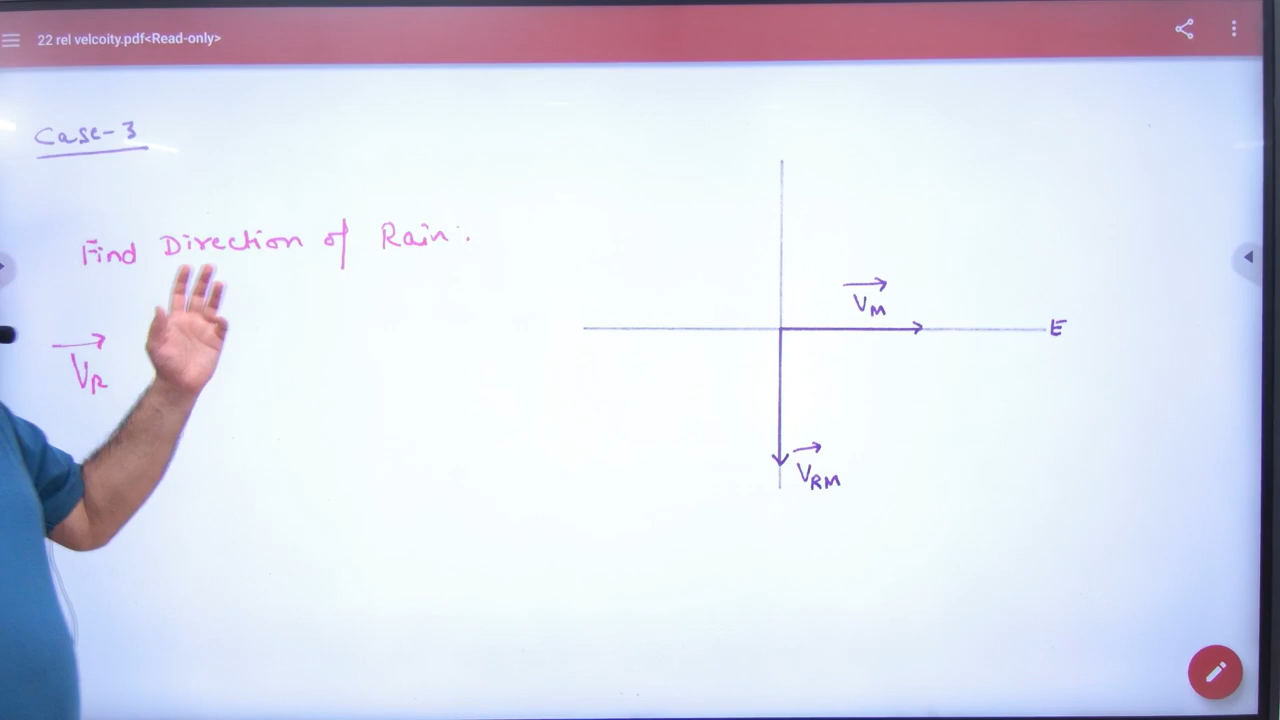 22 rel velcoity.pdf<Read-only>
Case-3
Find Direction of Rain.
V_R
V_M
E
V_RM